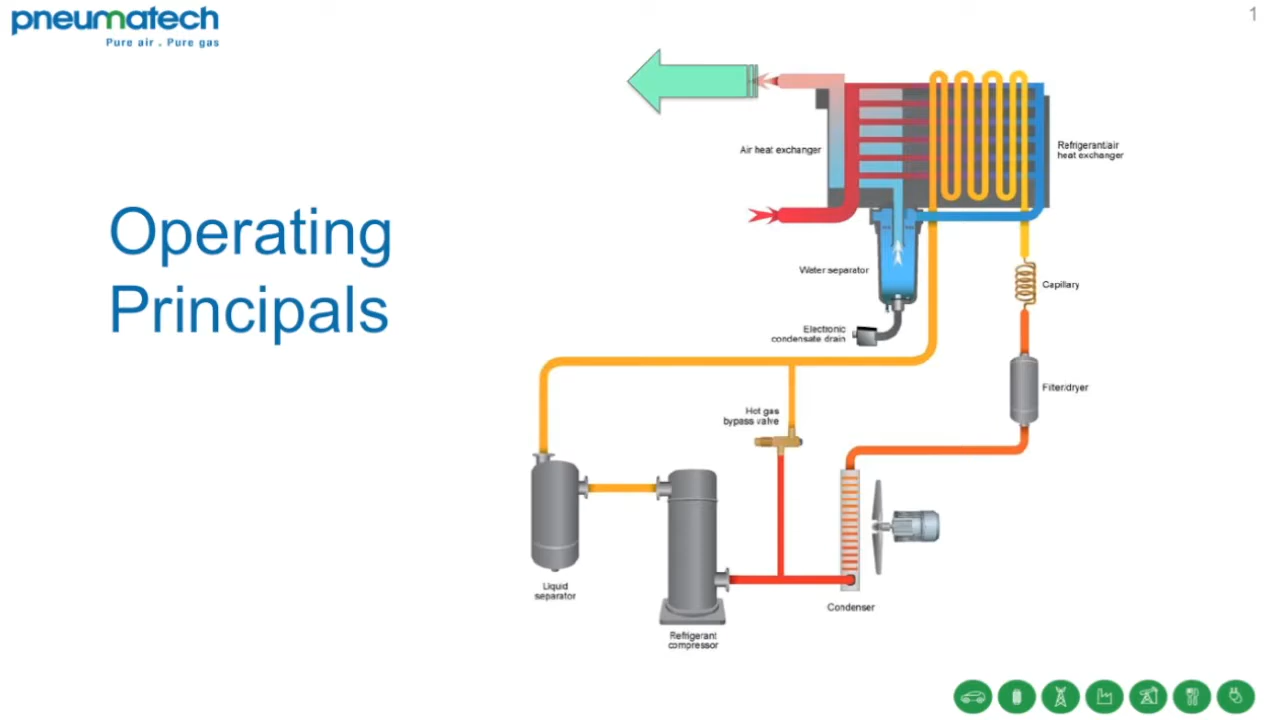 pneumatech
Pure air . Pure gas
1
Operating
Principals
Air heat exchanger
Refrigerant/air
heat exchanger
Water separator
Capillary
Electronic
condensate drain
Filter/dryer
Hot gas
bypass valve
Liquid
separator
Condenser
Refrigerant
compressor